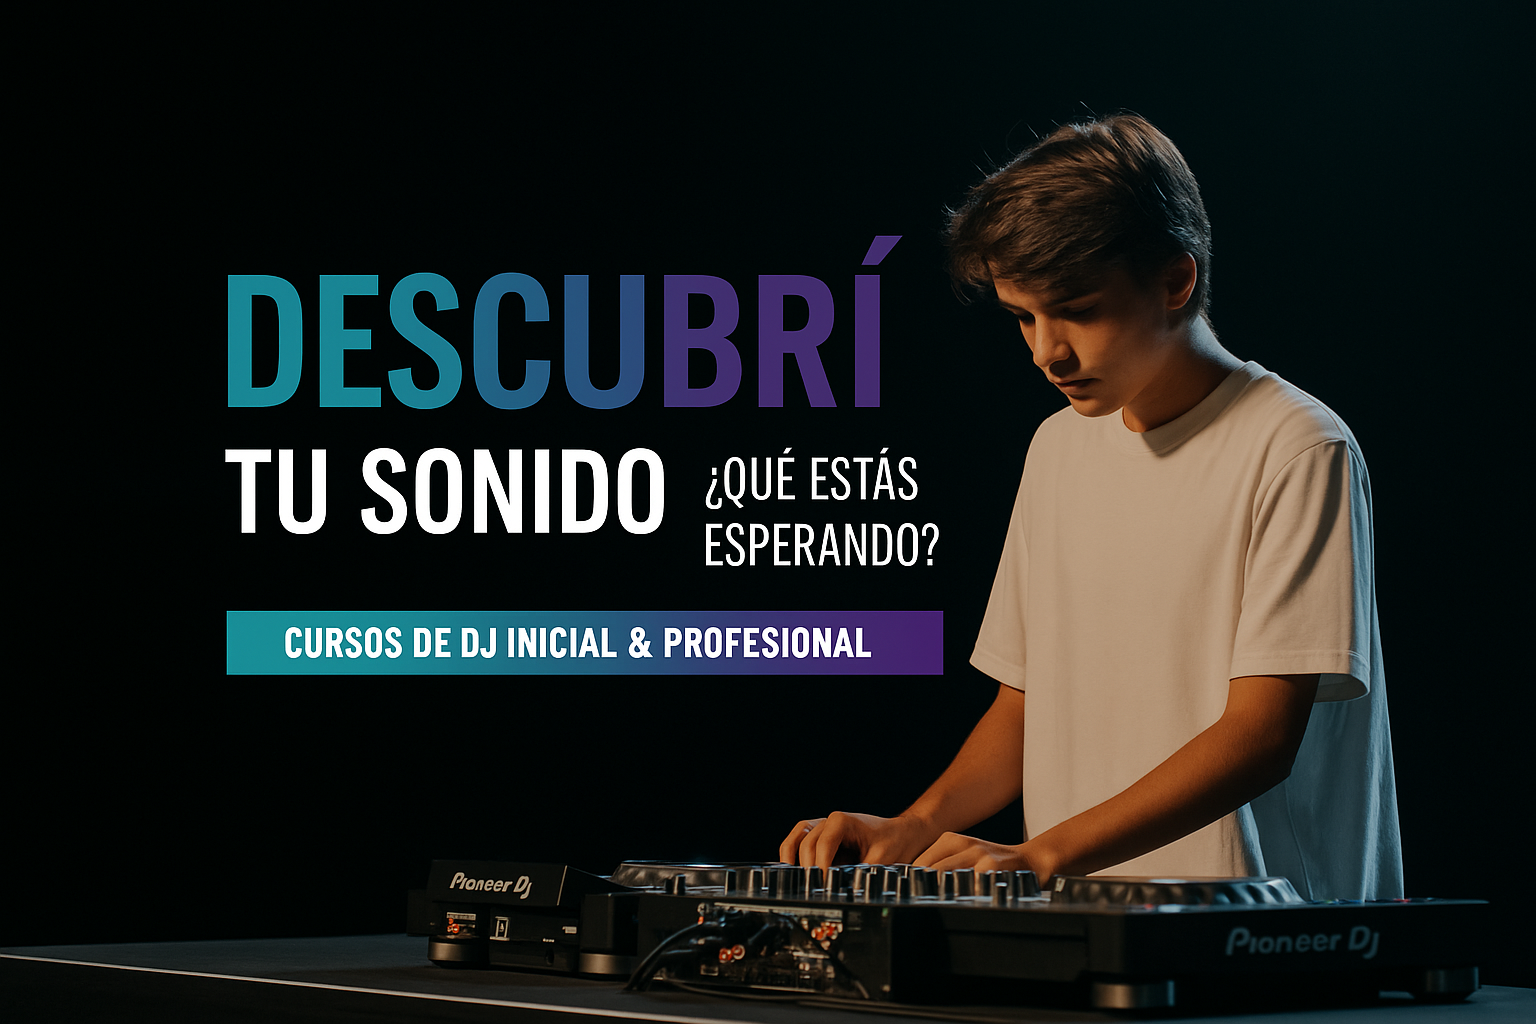 DESCUBRÍ
TU SONIDO
¿QUÉ ESTÁS
ESPERANDO?
CURSOS DE DJ INICIAL & PROFESIONAL
Pioneer Dj
Pioneer Dj